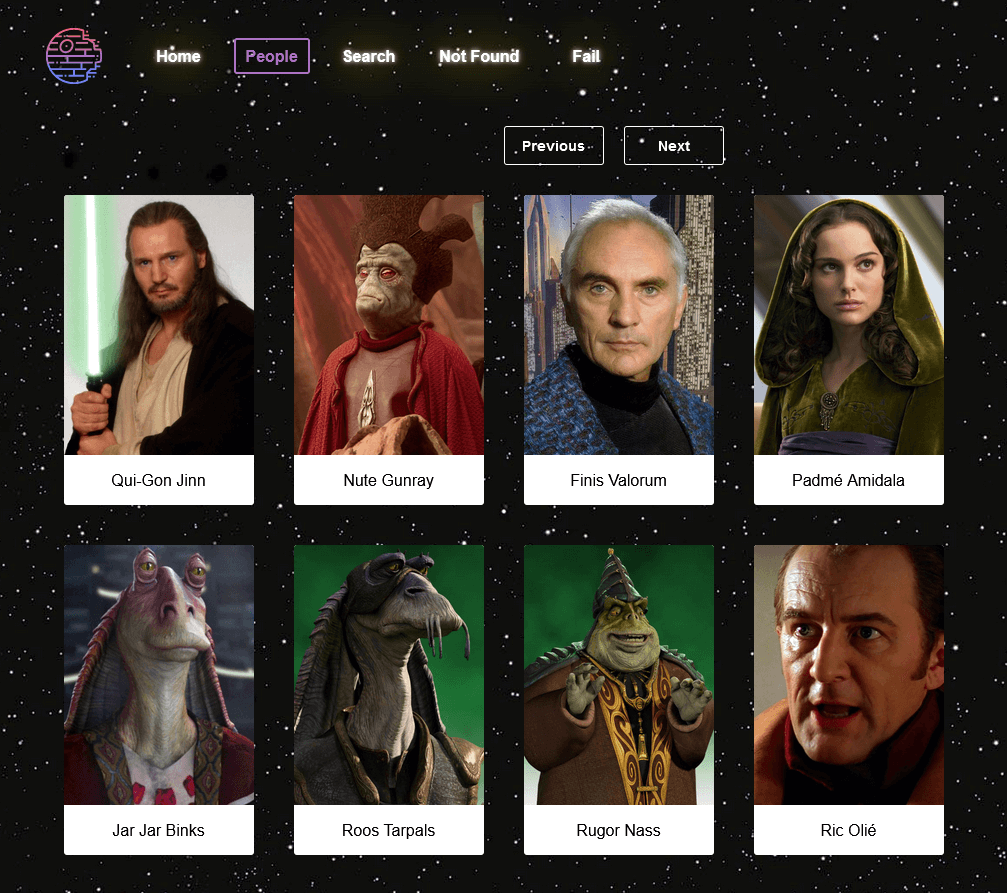 Home People Search Not Found Fail
Previous Next
Qui-Gon Jinn Nute Gunray Finis Valorum Padmé Amidala
Jar Jar Binks Roos Tarpals Rugor Nass Ric Olié